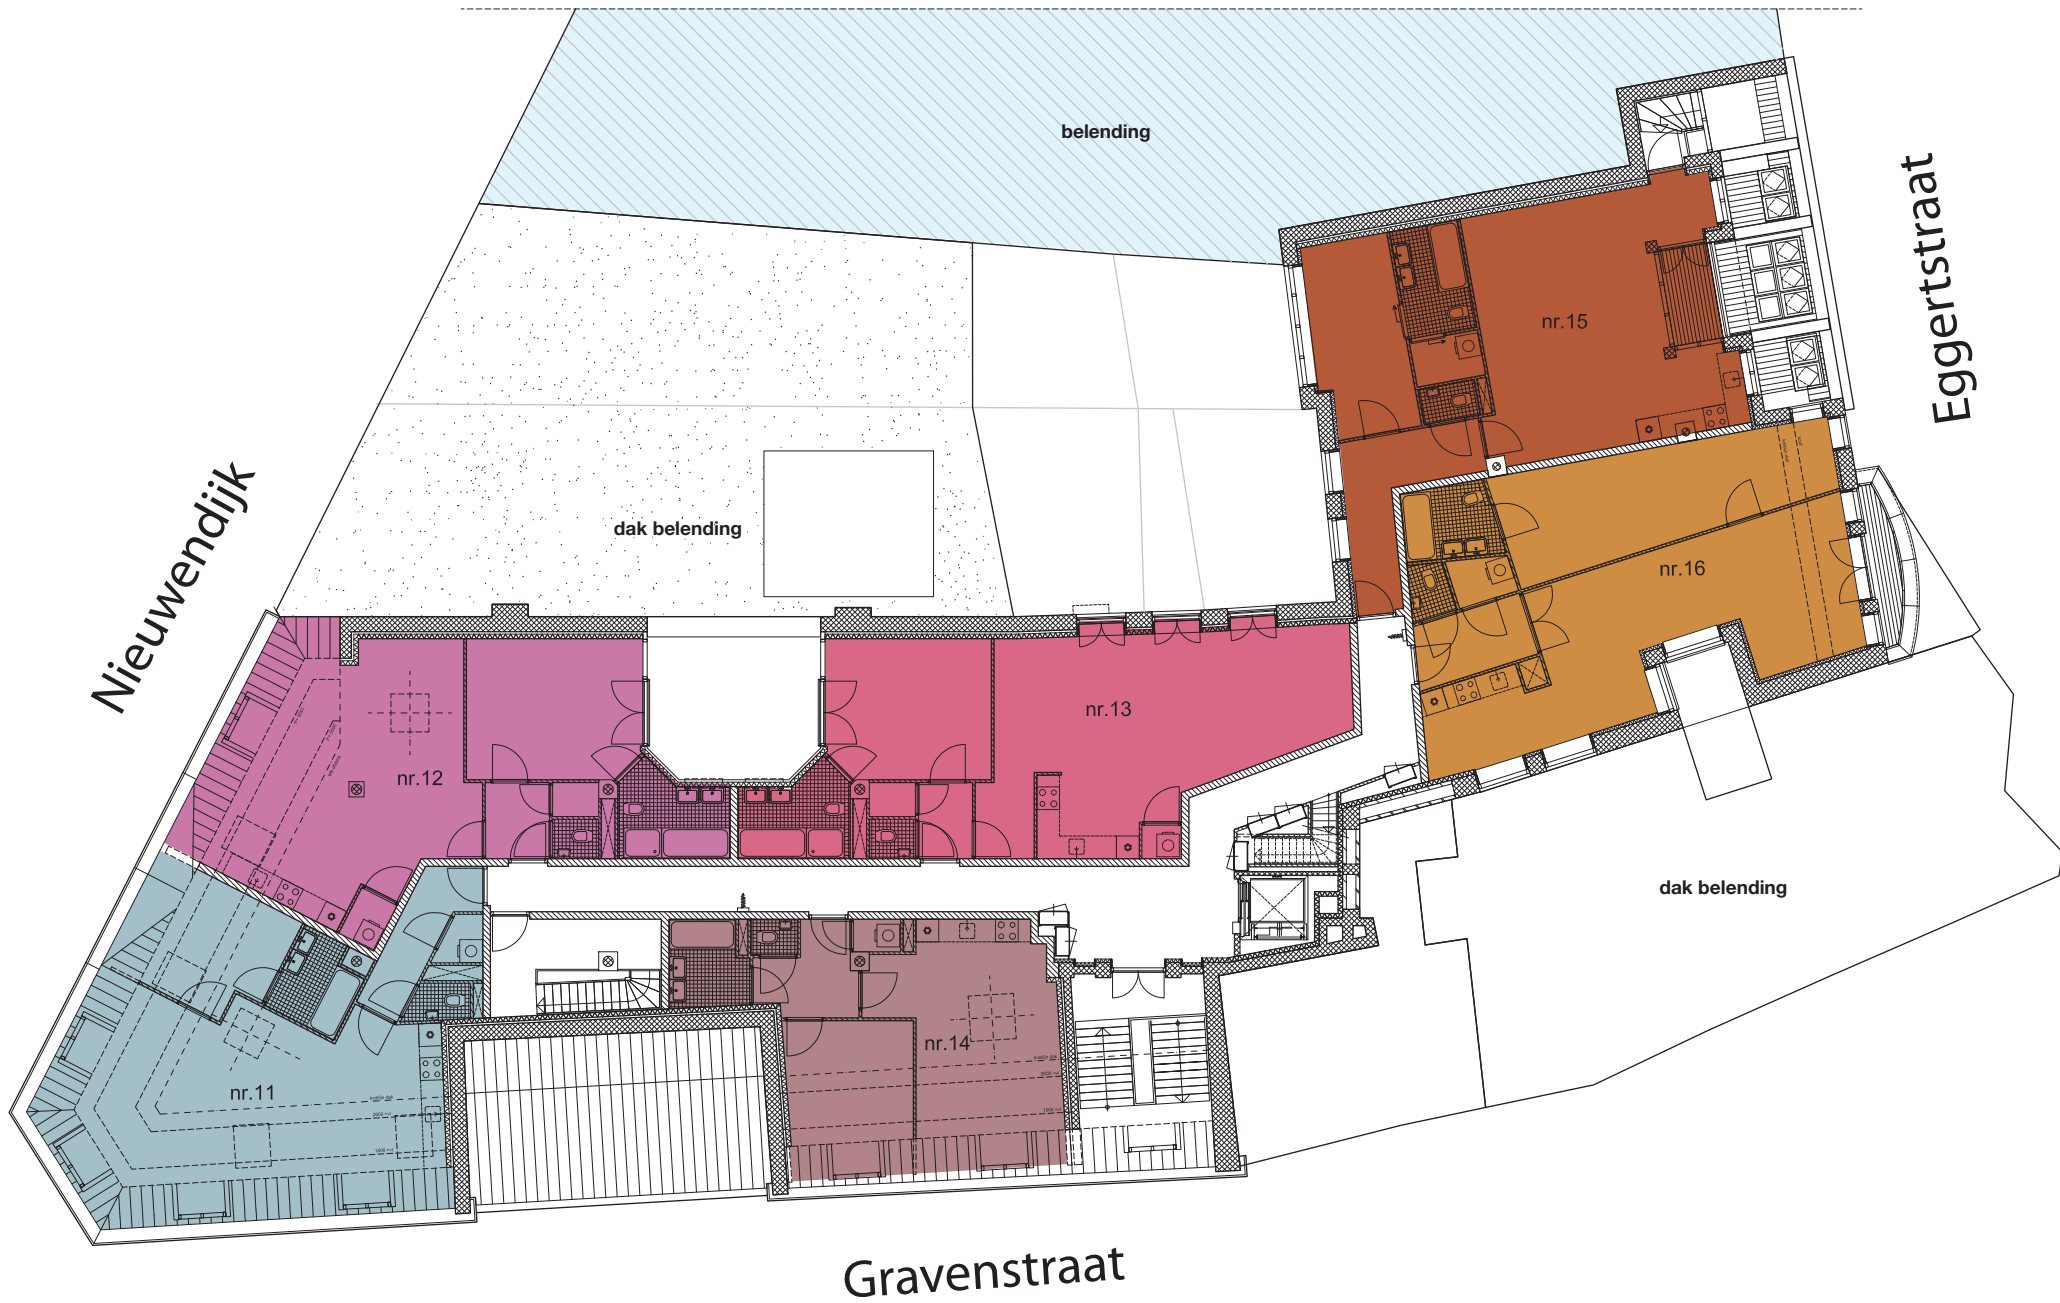 belending
Eggertstraat
nr.15
Nieuwendijk
dak belending
nr.16
nr.13
nr.12
dak belending
nr.14
nr.11
Gravenstraat